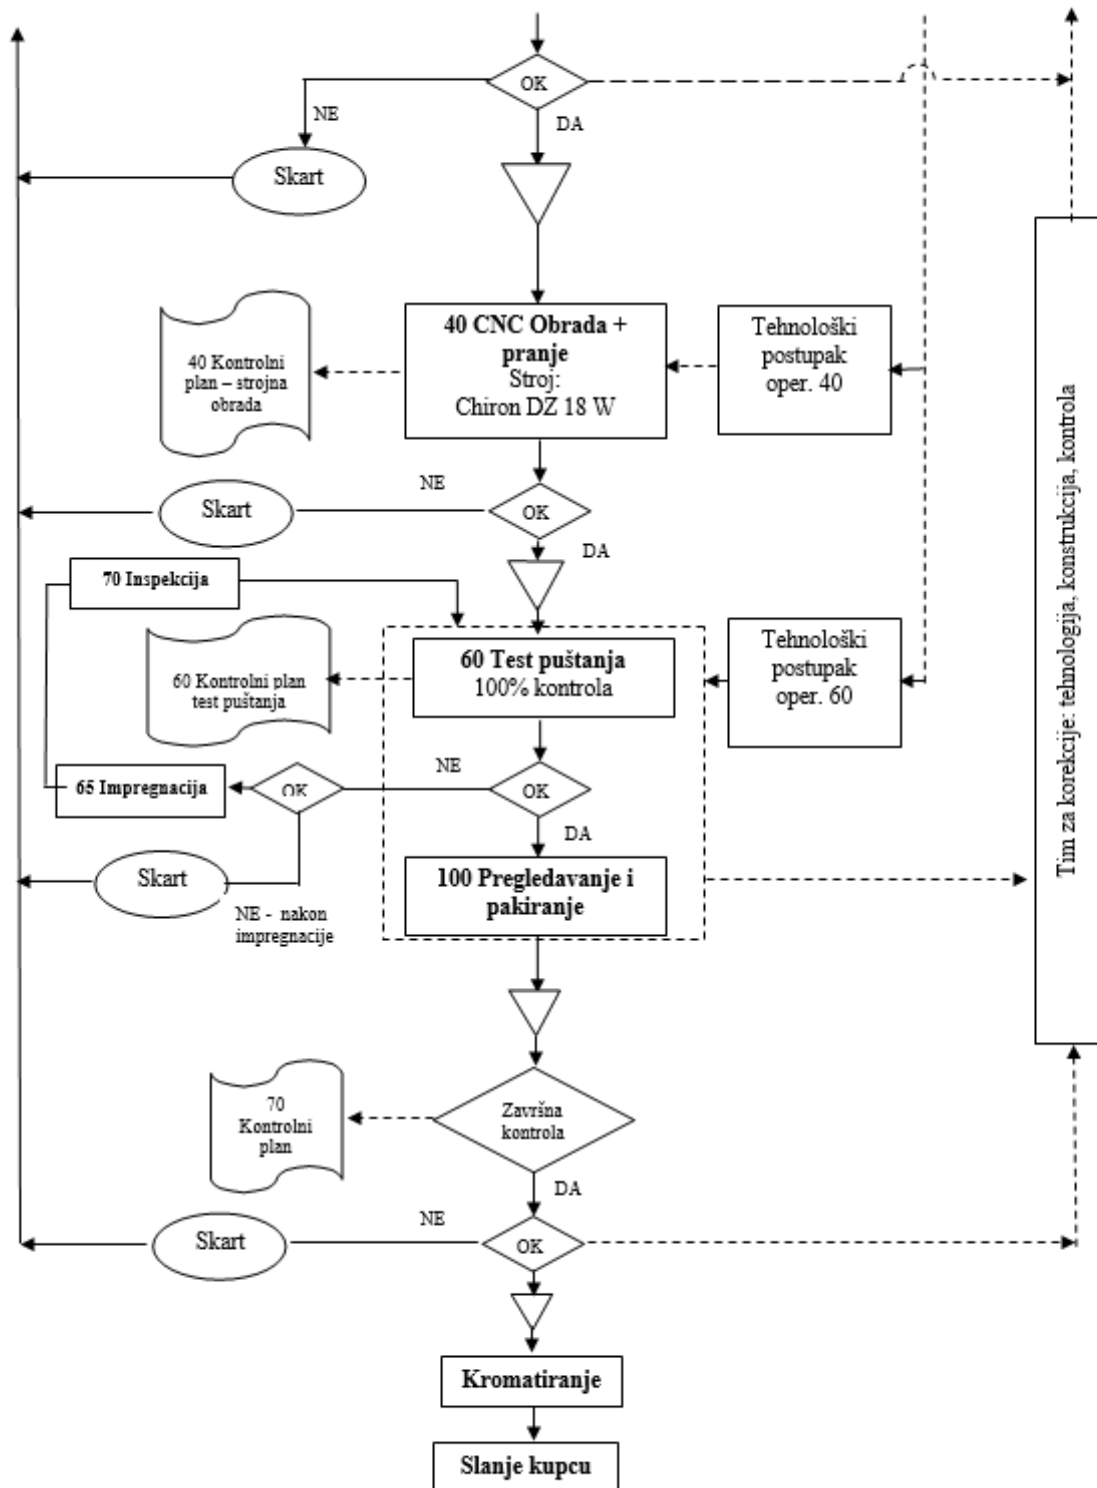 OK
NE
DA
Skart
40 CNC Obrada +
pranje
Stroj:
Chiron DZ 18 W
Tehnološki
postupak
oper. 40
40 Kontrolni
plan – strojna
obrada
NE
Skart
OK
DA
70 Inspekcija
60 Test puštanja
100% kontrola
Tehnološki
postupak
oper. 60
60 Kontrolni plan
test puštanja
NE
65 Impregnacija
OK
OK
DA
Skart
NE - nakon
impregnacije
100 Pregledavanje i
pakiranje
Tim za korekcije: tehnologija, konstrukcija, kontrola
70
Kontrolni
plan
Završna
kontrola
DA
NE
Skart
OK
Kromatiranje
Slanje kupcu